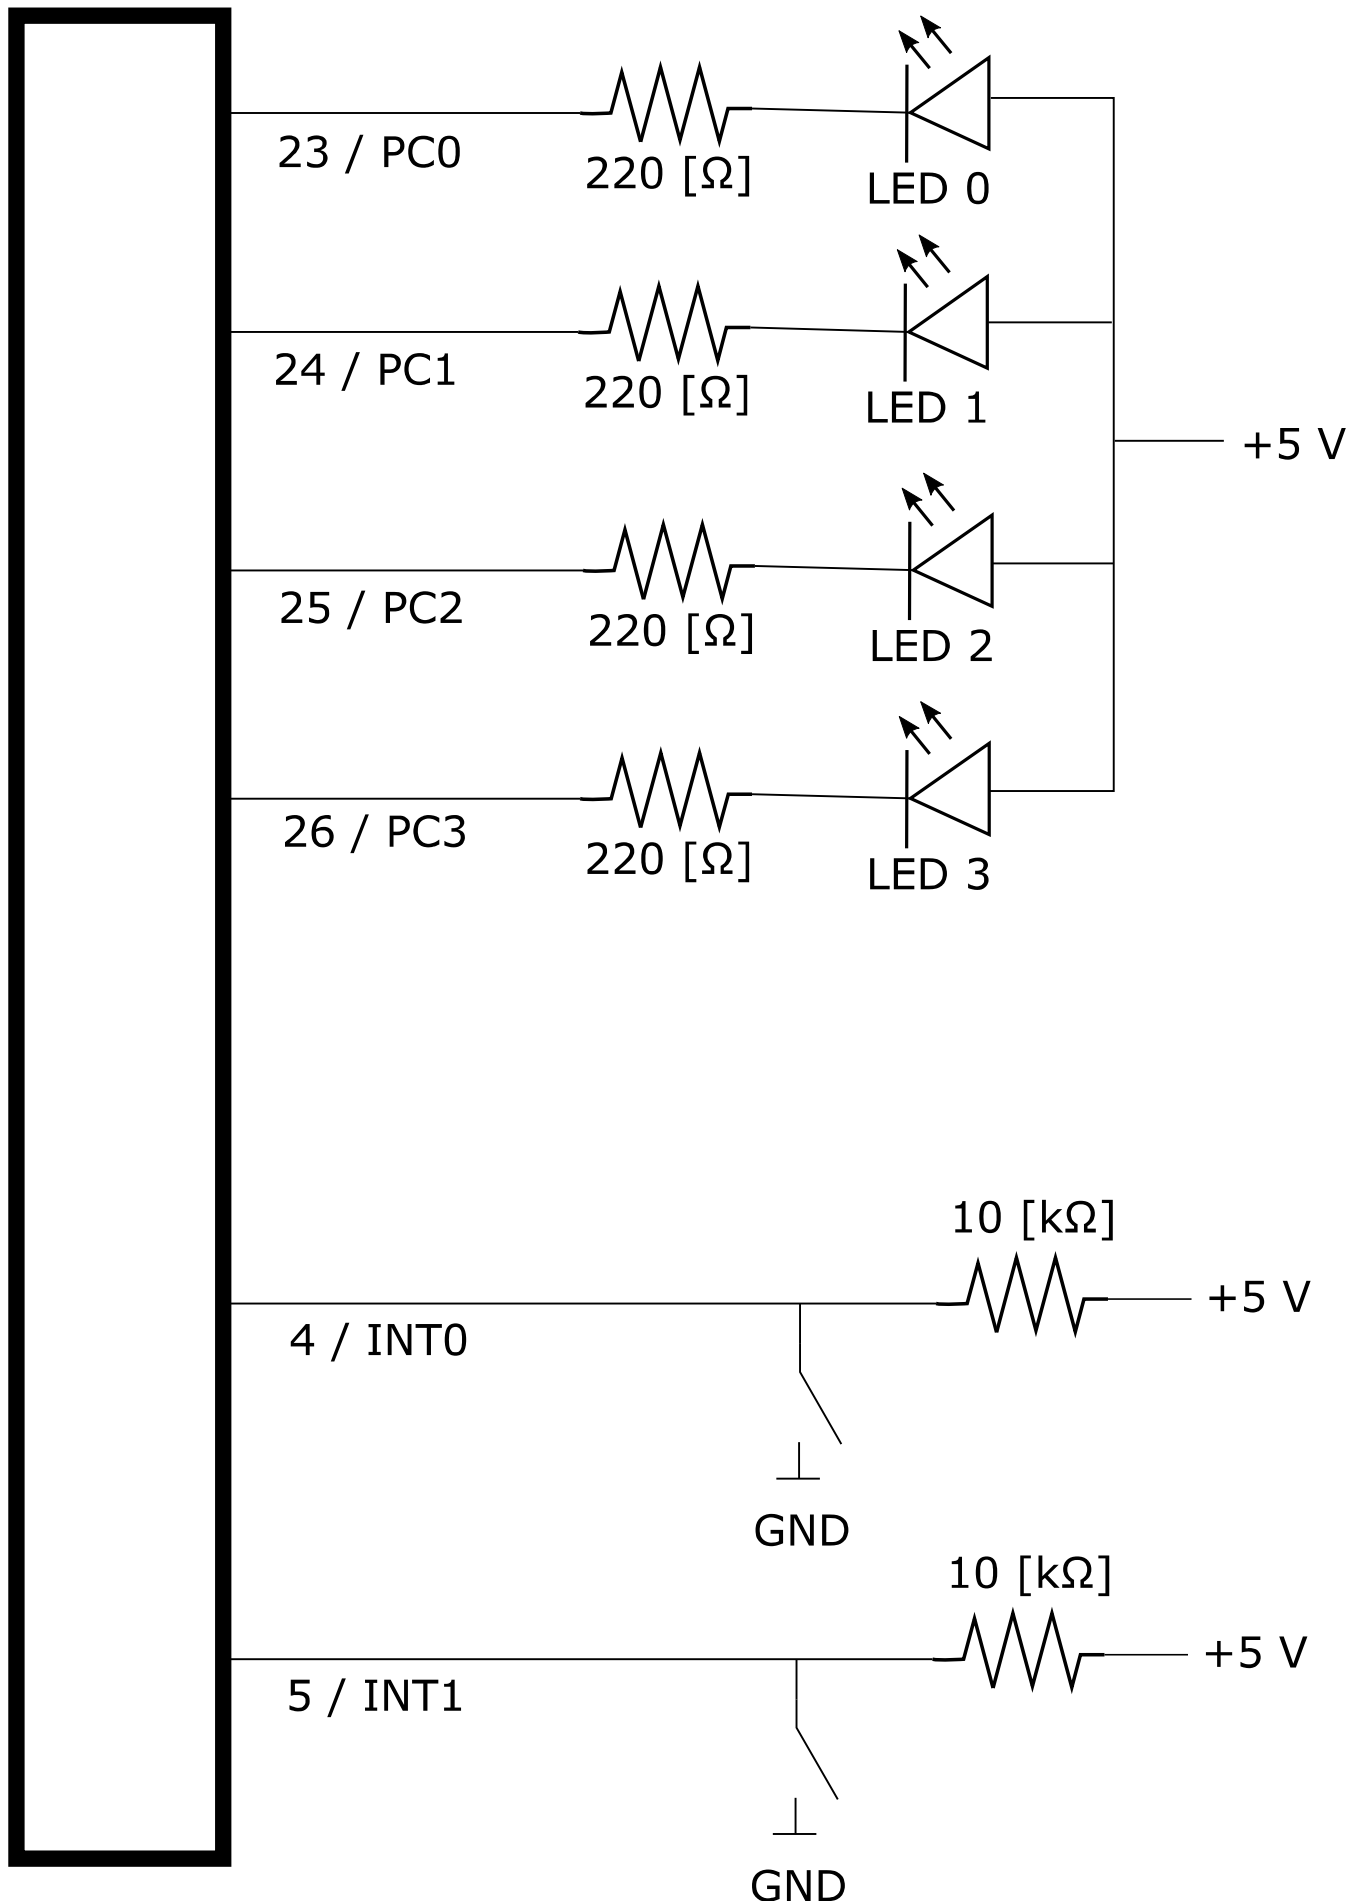 23 / PC0
220 [Ω]
LED 0
24 / PC1
220 [Ω]
LED 1
+5 V
25 / PC2
220 [Ω]
LED 2
26 / PC3
220 [Ω]
LED 3
10 [kΩ]
+5 V
4 / INT0
GND
10 [kΩ]
+5 V
5 / INT1
GND